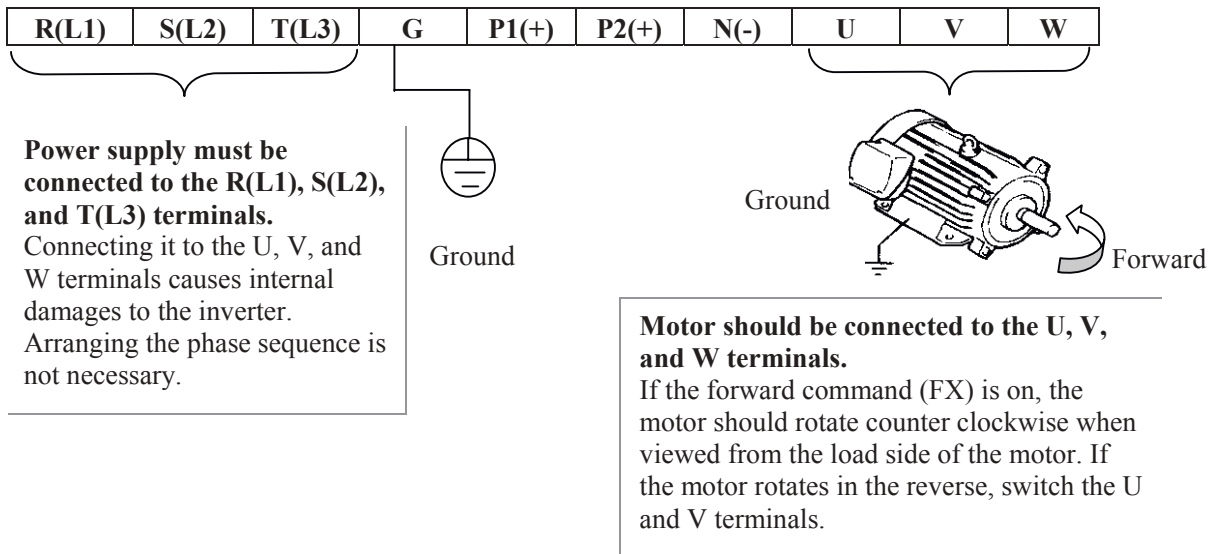 R(L1) S(L2) T(L3) G P1(+) P2(+) N(-) U V W
Power supply must be
connected to the R(L1), S(L2),
and T(L3) terminals.
Connecting it to the U, V, and
W terminals causes internal
damages to the inverter.
Arranging the phase sequence is
not necessary.
Ground
Ground
Forward
Motor should be connected to the U, V,
and W terminals.
If the forward command (FX) is on, the
motor should rotate counter clockwise when
viewed from the load side of the motor. If
the motor rotates in the reverse, switch the U
and V terminals.